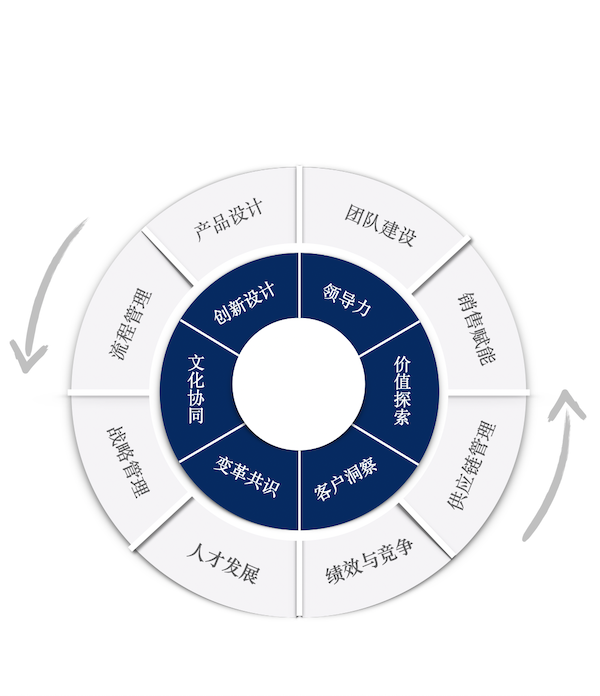 产品设计
团队建设
销售赋能
供应链管理
绩效与竞争
人才发展
战略管理
流程管理
创新设计
领导力
价值探索
客户洞察
变革共识
文化协同